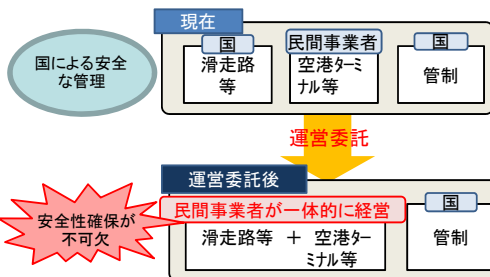 現在
国による安全
な管理
国
滑走路
等
民間事業者
空港ターミ
ナル等
国
管制
運営委託
運営委託後
安全性確保が
不可欠
民間事業者が一体的に経営
滑走路等 ＋ 空港ター
ミナル等
国
管制